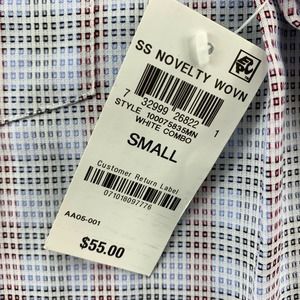 SS NOVELTY WOVN
7 32999 26822 1
STYLE 100075835MN
WHITE COMBO
SMALL
Customer Return Label
071018097776
AA05-001
$55.00